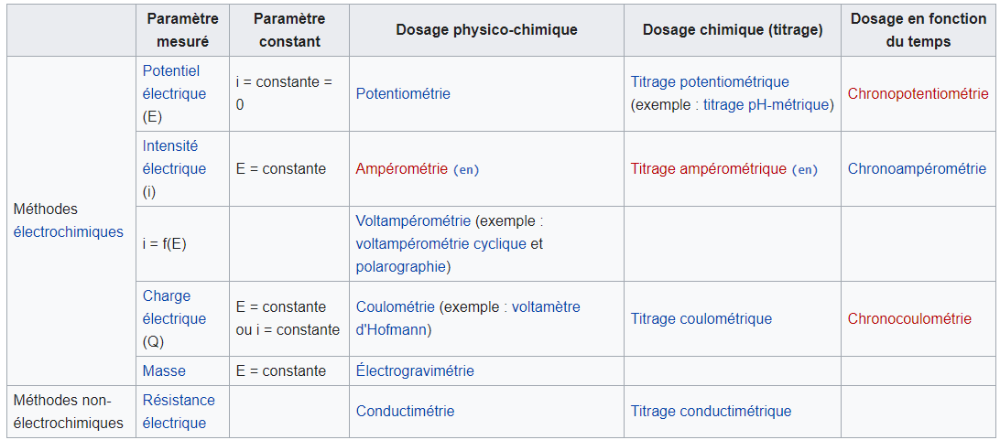 Paramètre mesuré
Paramètre constant
Dosage physico-chimique
Dosage chimique (titrage)
Dosage en fonction du temps
Méthodes
électrochimiques
Potentiel
électrique
(E)
i = constante =
0
Potentiométrie
Titrage potentiométrique
(exemple : titrage pH-métrique)
Chronopotentiométrie
Intensité
électrique
(i)
E = constante
Ampérométrie (en)
Titrage ampérométrique (en)
Chronoampérométrie
i = f(E)
Voltampérométrie (exemple :
voltampérométrie cyclique et
polarographie)
Charge
électrique
(Q)
E = constante
ou i = constante
Coulométrie (exemple : voltamètre
d'Hofmann)
Titrage coulométrique
Chronocoulométrie
Masse
E = constante
Électrogravimétrie
Méthodes non-
électrochimiques
Résistance
électrique
Conductimétrie
Titrage conductimétrique